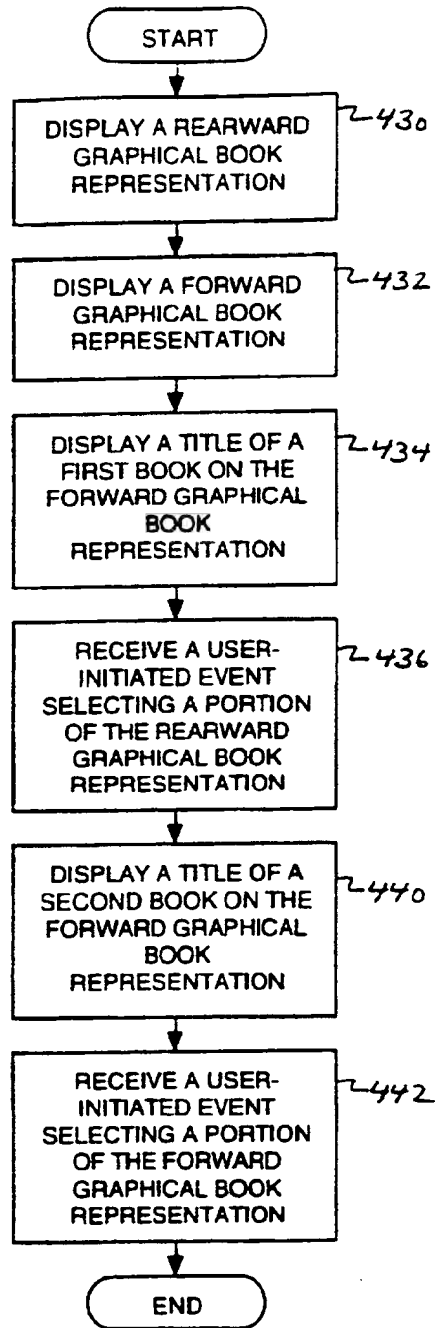 START
DISPLAY A REARWARD
GRAPHICAL BOOK
REPRESENTATION
430
DISPLAY A FORWARD
GRAPHICAL BOOK
REPRESENTATION
432
DISPLAY A TITLE OF A
FIRST BOOK ON THE
FORWARD GRAPHICAL
BOOK
REPRESENTATION
434
RECEIVE A USER-
INITIATED EVENT
SELECTING A PORTION
OF THE REARWARD
GRAPHICAL BOOK
REPRESENTATION
436
DISPLAY A TITLE OF A
SECOND BOOK ON THE
FORWARD GRAPHICAL
BOOK
REPRESENTATION
440
RECEIVE A USER-
INITIATED EVENT
SELECTING A PORTION
OF THE FORWARD
GRAPHICAL BOOK
REPRESENTATION
442
END